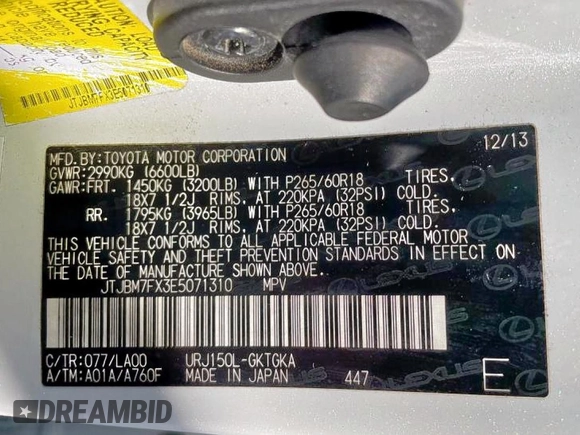 CAUTION
REDUCED
JTJBM7FX3E5071310
MFD.BY:TOYOTA MOTOR CORPORATION 12/13
GVWR:2990KG (6600LB)
GAWR:FRT. 1450KG (3200LB) WITH P265/60R18 TIRES,
18X7 1/2J RIMS, AT 220KPA (32PSI) COLD.
RR. 1795KG (3965LB) WITH P265/60R18 TIRES,
18X7 1/2J RIMS, AT 220KPA (32PSI) COLD.
THIS VEHICLE CONFORMS TO ALL APPLICABLE FEDERAL MOTOR
VEHICLE SAFETY AND THEFT PREVENTION STANDARDS IN EFFECT ON
THE DATE OF MANUFACTURE SHOWN ABOVE.
JTJBM7FX3E5071310 MPV
C/TR:077/LA00 URJ150L-GKTGKA
A/TM:A01A/A760F MADE IN JAPAN 447 E
LEXUS
DREAMBID